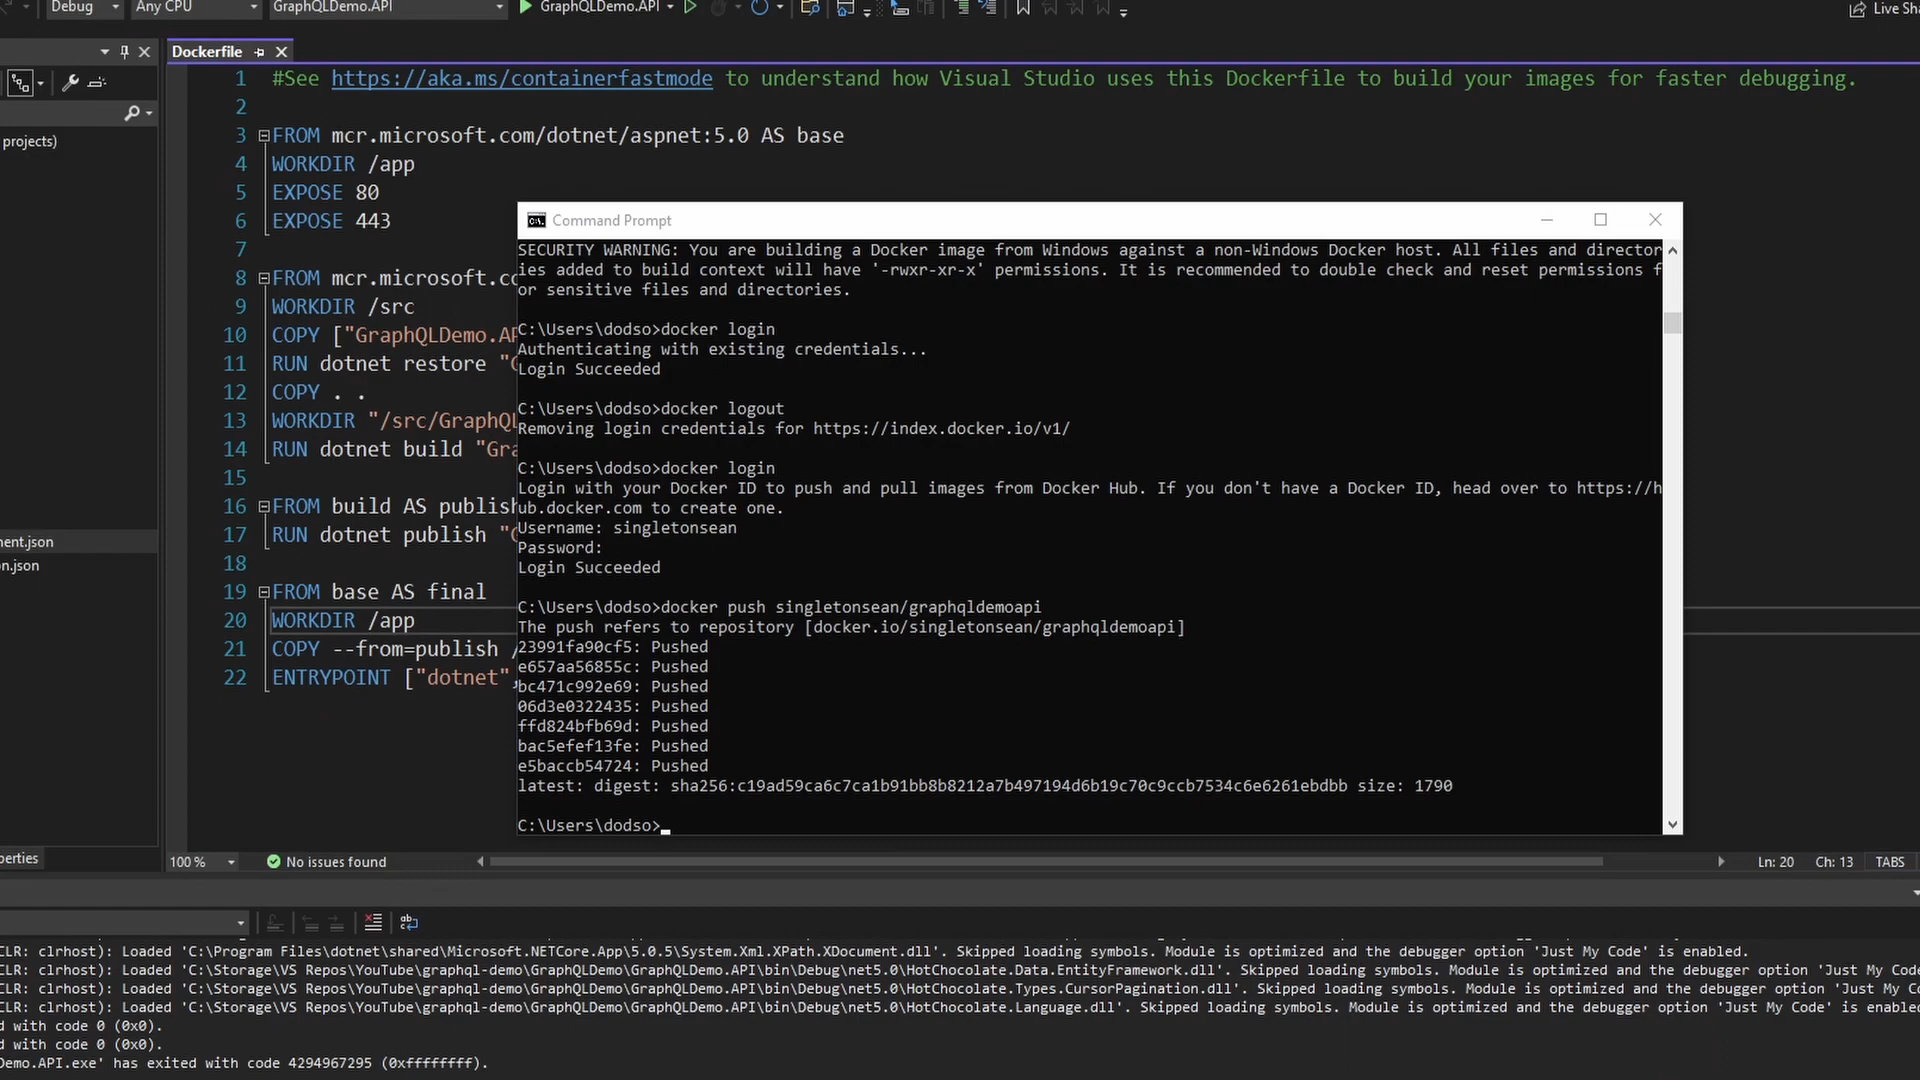 Debug Any CPU GraphQLDemo.API GraphQLDemo.API Live Sha
Dockerfile
projects)
ment.json
n.json
perties
1 #See https://aka.ms/containerfastmode to understand how Visual Studio uses this Dockerfile to build your images for faster debugging.
2
3 FROM mcr.microsoft.com/dotnet/aspnet:5.0 AS base
4 WORKDIR /app
5 EXPOSE 80
6 EXPOSE 443
7
8 FROM mcr.microsoft.co
9 WORKDIR /src
10 COPY ["GraphQLDemo.AP
11 RUN dotnet restore "G
12 COPY . .
13 WORKDIR "/src/GraphQL
14 RUN dotnet build "Gra
15
16 FROM build AS publish
17 RUN dotnet publish "G
18
19 FROM base AS final
20 WORKDIR /app
21 COPY --from=publish /
22 ENTRYPOINT ["dotnet",
Command Prompt
SECURITY WARNING: You are building a Docker image from Windows against a non-Windows Docker host. All files and director
ies added to build context will have '-rwxr-xr-x' permissions. It is recommended to double check and reset permissions f
or sensitive files and directories.
C:\Users\dodso>docker login
Authenticating with existing credentials...
Login Succeeded
C:\Users\dodso>docker logout
Removing login credentials for https://index.docker.io/v1/
C:\Users\dodso>docker login
Login with your Docker ID to push and pull images from Docker Hub. If you don't have a Docker ID, head over to https://h
ub.docker.com to create one.
Username: singletonsean
Password:
Login Succeeded
C:\Users\dodso>docker push singletonsean/graphqldemoapi
The push refers to repository [docker.io/singletonsean/graphqldemoapi]
23991fa90cf5: Pushed
e657aa56855c: Pushed
bc471c992e69: Pushed
06d3e0322435: Pushed
ffd824bfb69d: Pushed
bac5efef13fe: Pushed
e5baccb54724: Pushed
latest: digest: sha256:c19ad59ca6c7ca1b91bb8b8212a7b497194d6b19c70c9ccb7534c6e6261ebdbb size: 1790
C:\Users\dodso>
100 % No issues found Ln: 20 Ch: 13 TABS
CLR: clrhost): Loaded 'C:\Program Files\dotnet\shared\Microsoft.NETCore.App\5.0.5\System.Xml.XPath.XDocument.dll'. Skipped loading symbols. Module is optimized and the debugger option 'Just My Code' is enabled.
CLR: clrhost): Loaded 'C:\Storage\VS Repos\YouTube\graphql-demo\GraphQLDemo\GraphQLDemo.API\bin\Debug\net5.0\HotChocolate.Data.EntityFramework.dll'. Skipped loading symbols. Module is optimized and the debugger option 'Just My Code
CLR: clrhost): Loaded 'C:\Storage\VS Repos\YouTube\graphql-demo\GraphQLDemo\GraphQLDemo.API\bin\Debug\net5.0\HotChocolate.Types.CursorPagination.dll'. Skipped loading symbols. Module is optimized and the debugger option 'Just My Co
CLR: clrhost): Loaded 'C:\Storage\VS Repos\YouTube\graphql-demo\GraphQLDemo\GraphQLDemo.API\bin\Debug\net5.0\HotChocolate.Language.dll'. Skipped loading symbols. Module is optimized and the debugger option 'Just My Code' is enabled
d with code 0 (0x0).
d with code 0 (0x0).
Demo.API.exe' has exited with code 4294967295 (0xffffffff).